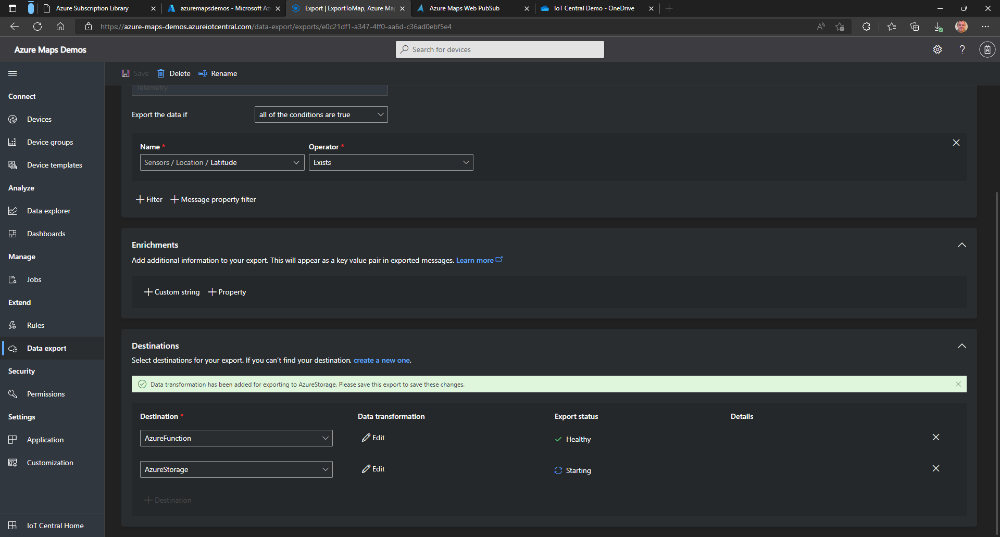 Azure Subscription Library
azuremapsdemos - Microsoft Az
Export | ExportToMap, Azure Ma
Azure Maps Web PubSub
IoT Central Demo - OneDrive
https://azure-maps-demos.azureiotcentral.com/data-export/exports/e0c21df1-a347-4ff0-aa6d-c36ad0ebf5e4
Azure Maps Demos
Search for devices
Save
Delete
Rename
Connect
Devices
Device groups
Device templates
Analyze
Data explorer
Dashboards
Manage
Jobs
Extend
Rules
Data export
Security
Permissions
Settings
Application
Customization
IoT Central Home
Telemetry
Export the data if
all of the conditions are true
Name *
Operator *
Sensors / Location / Latitude
Exists
Filter
Message property filter
Enrichments
Add additional information to your export. This will appear as a key value pair in exported messages. Learn more
Custom string
Property
Destinations
Select destinations for your export. If you can't find your destination, create a new one.
Data transformation has been added for exporting to AzureStorage. Please save this export to save these changes.
Destination *
Data transformation
Export status
Details
AzureFunction
Edit
Healthy
AzureStorage
Edit
Starting
Destination